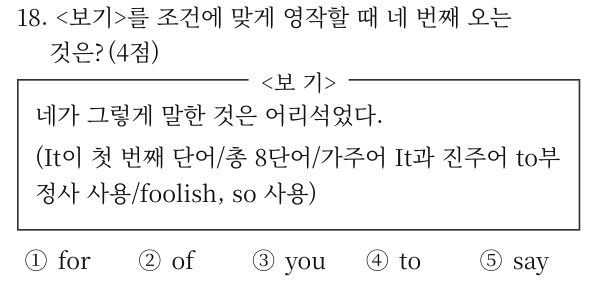 18. <보기>를 조건에 맞게 영작할 때 네 번째 오는
것은? (4점)
<보 기>
네가 그렇게 말한 것은 어리석었다.
(It이 첫 번째 단어/총 8단어/가주어 It과 진주어 to부
정사 사용/foolish, so 사용)
① for ② of ③ you ④ to ⑤ say